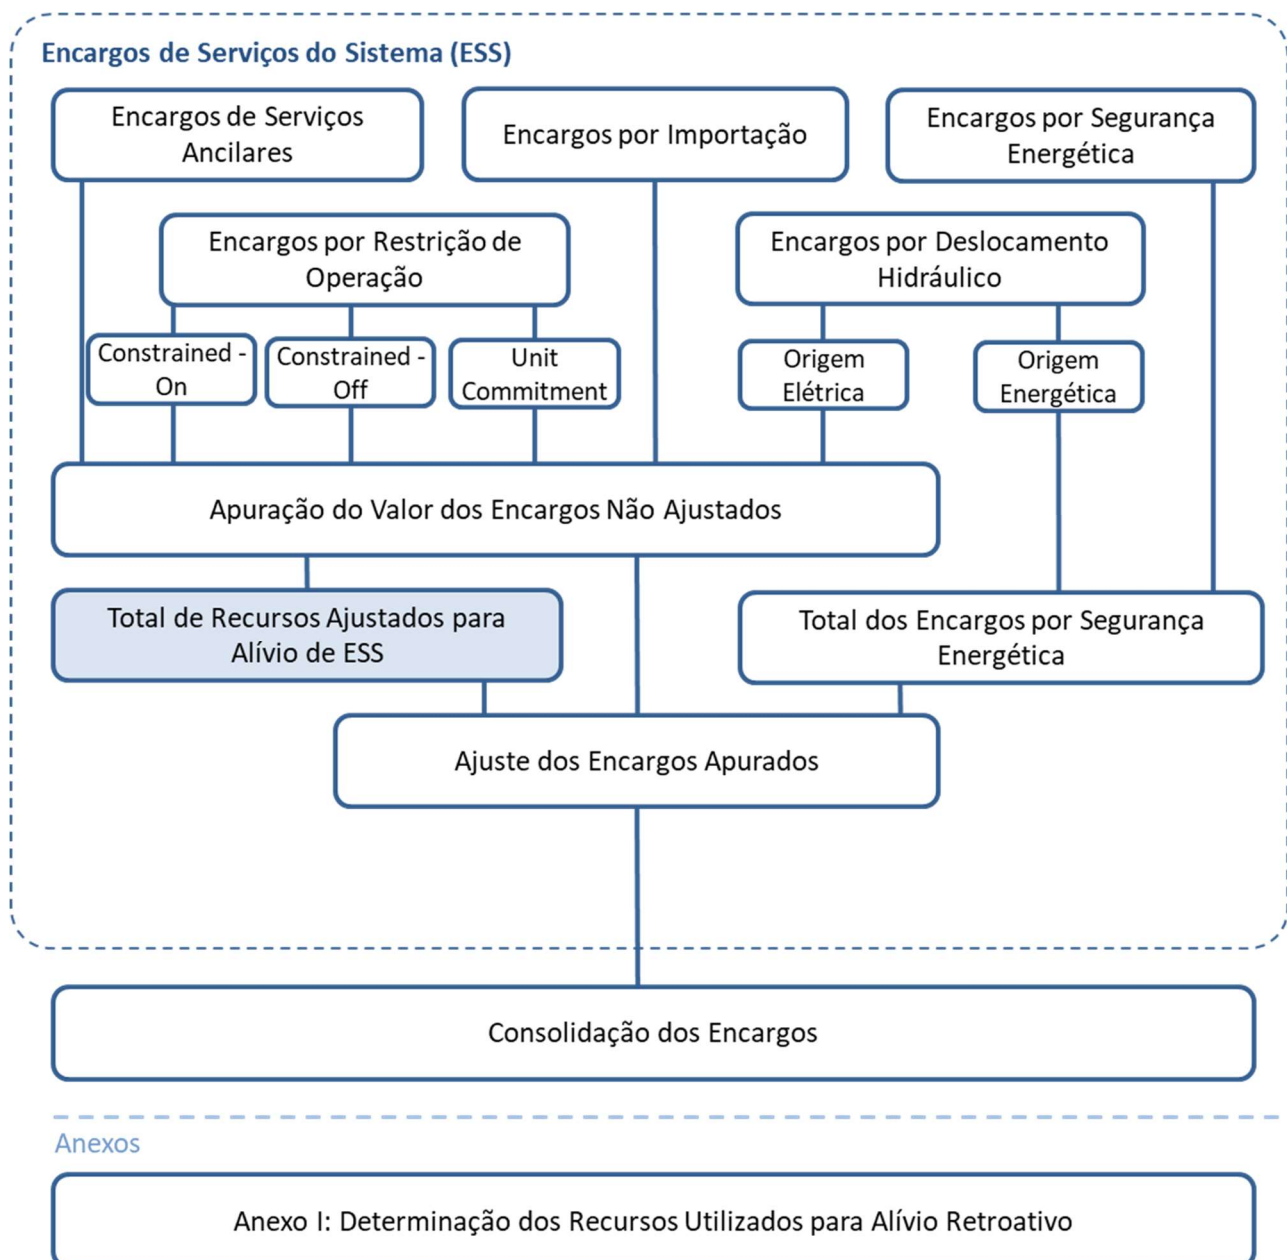 Encargos de Serviços do Sistema (ESS)
Encargos de Serviços
Ancilares
Encargos por Importação
Encargos por Segurança
Energética
Encargos por Restrição de
Operação
Encargos por Deslocamento
Hidráulico
Constrained -
On
Constrained -
Off
Unit
Commitment
Origem
Elétrica
Origem
Energética
Apuração do Valor dos Encargos Não Ajustados
Total de Recursos Ajustados para
Alívio de ESS
Total dos Encargos por Segurança
Energética
Ajuste dos Encargos Apurados
Consolidação dos Encargos
Anexos
Anexo I: Determinação dos Recursos Utilizados para Alívio Retroativo